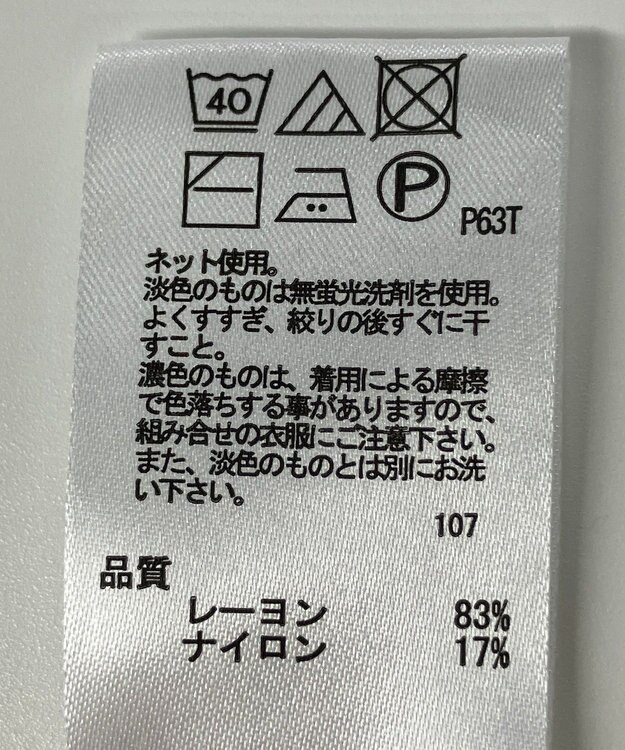 40
P
P63T
ネット使用。
淡色のものは無蛍光洗剤を使用。
よくすすぎ、絞りの後すぐに干
すこと。
濃色のものは、着用による摩擦
で色落ちする事がありますので、
組み合せの衣服にご注意下さい。
また、淡色のものとは別にお洗
い下さい。
107
品質
レーヨン 83%
ナイロン 17%